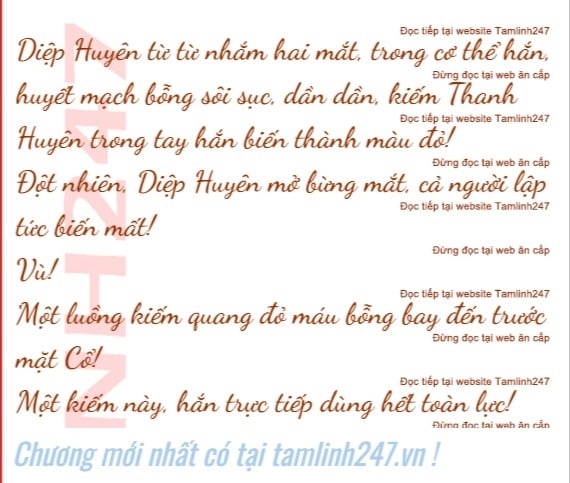 Đọc tiếp tại website Tamlinh247
Diệp Huyên từ từ nhắm hai mắt, trong cơ thể hắn,
Đừng đọc tại web ăn cắp
huyết mạch bỗng sôi sục, dần dần, kiếm Thanh
Đọc tiếp tại website Tamlinh247
Huyên trong tay hắn biến thành màu đỏ!
Đừng đọc tại web ăn cắp
Đột nhiên, Diệp Huyên mở bừng mắt, cả người lập
Đọc tiếp tại website Tamlinh247
tức biến mất!
Đừng đọc tại web ăn cắp
Vù!
Đọc tiếp tại website Tamlinh247
Một luồng kiếm quang đỏ máu bỗng bay đến trước
Đừng đọc tại web ăn cắp
mặt Cổ!
Đọc tiếp tại website Tamlinh247
Một kiếm này, hắn trực tiếp dùng hết toàn lực!
Đừng đọc tại web ăn cắp
NH247
Chương mới nhất có tại tamlinh247.vn !